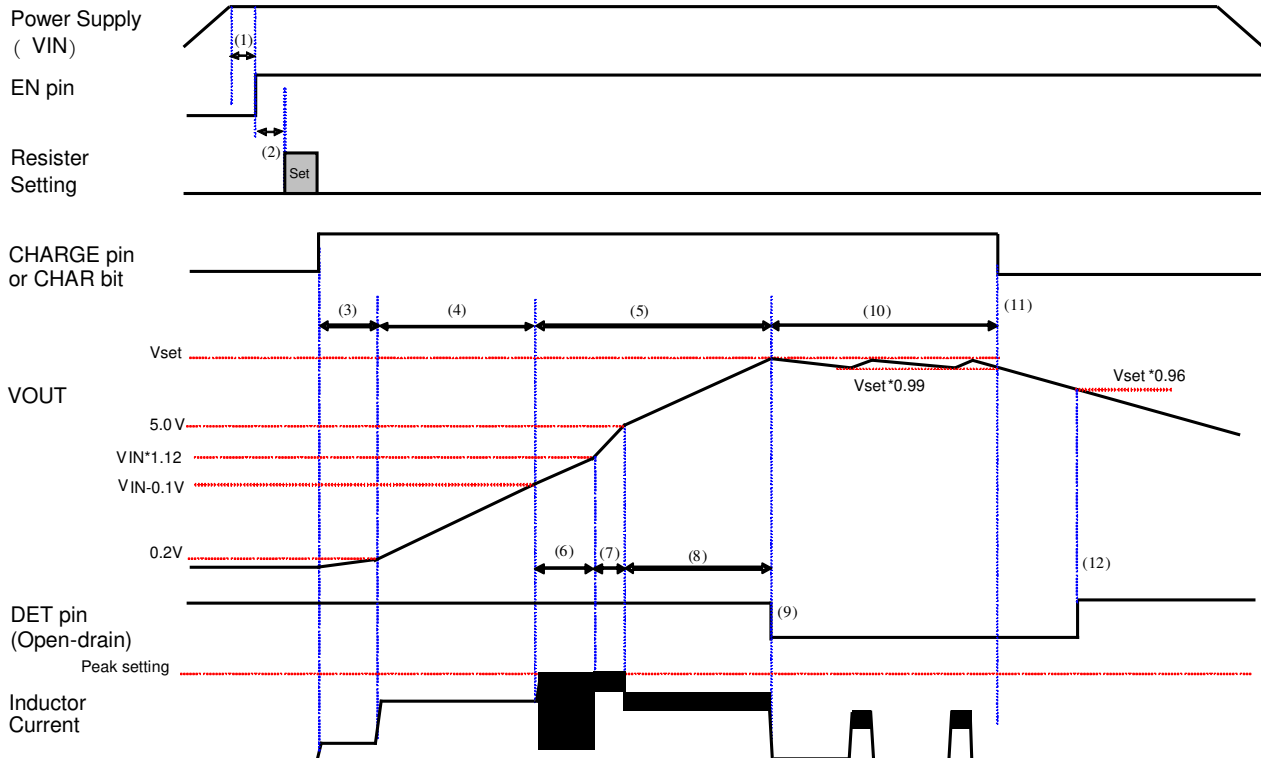 Power Supply
( VIN)
(1)
EN pin
(2)
Resister
Setting
Set
CHARGE pin
or CHAR bit
(3)
(4)
(5)
(10)
(11)
Vset
Vset *0.99
Vset *0.96
VOUT
5.0V
VIN*1.12
VIN-0.1V
0.2V
(6)
(7)
(8)
(12)
DET pin
(Open-drain)
(9)
Peak setting
Inductor
Current